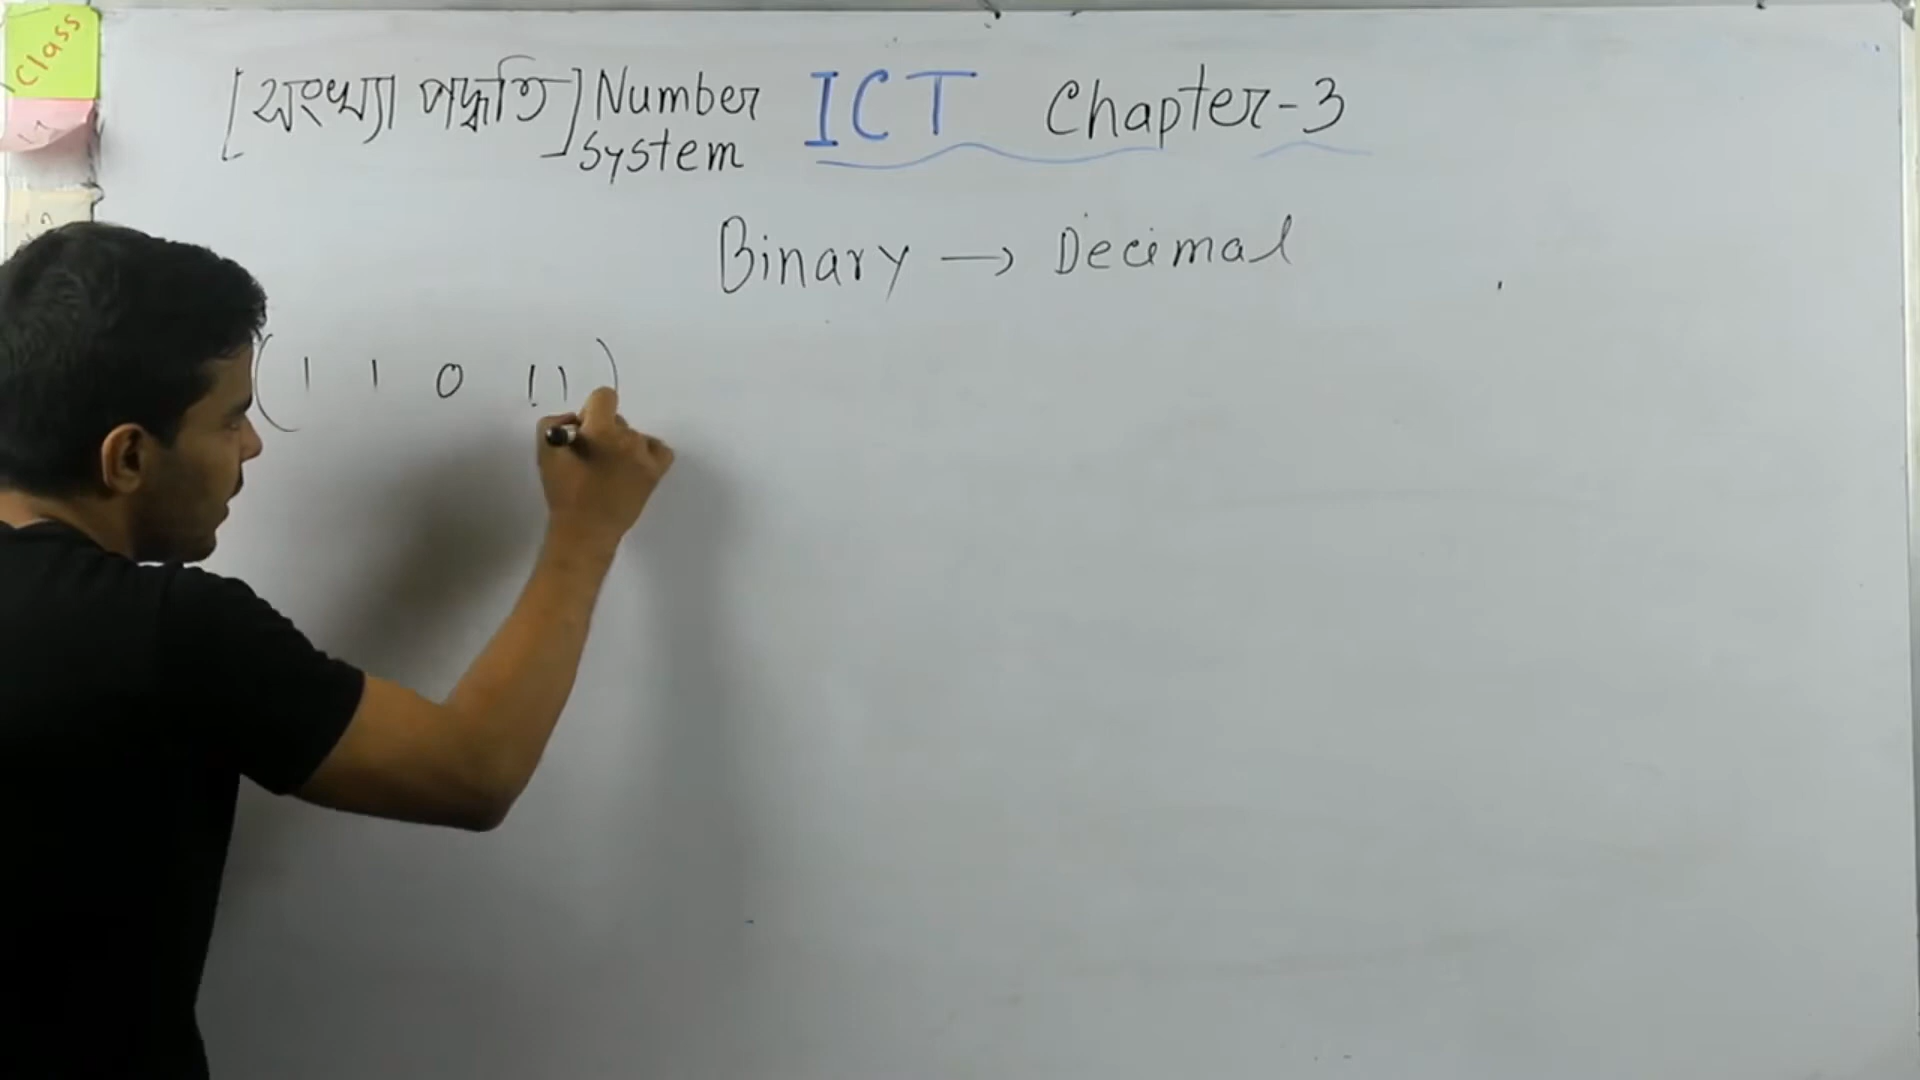 Class
[সংখ্যা পদ্ধতি] Number System ICT Chapter-3
Binary → Decimal
(1 1 0 1 1)